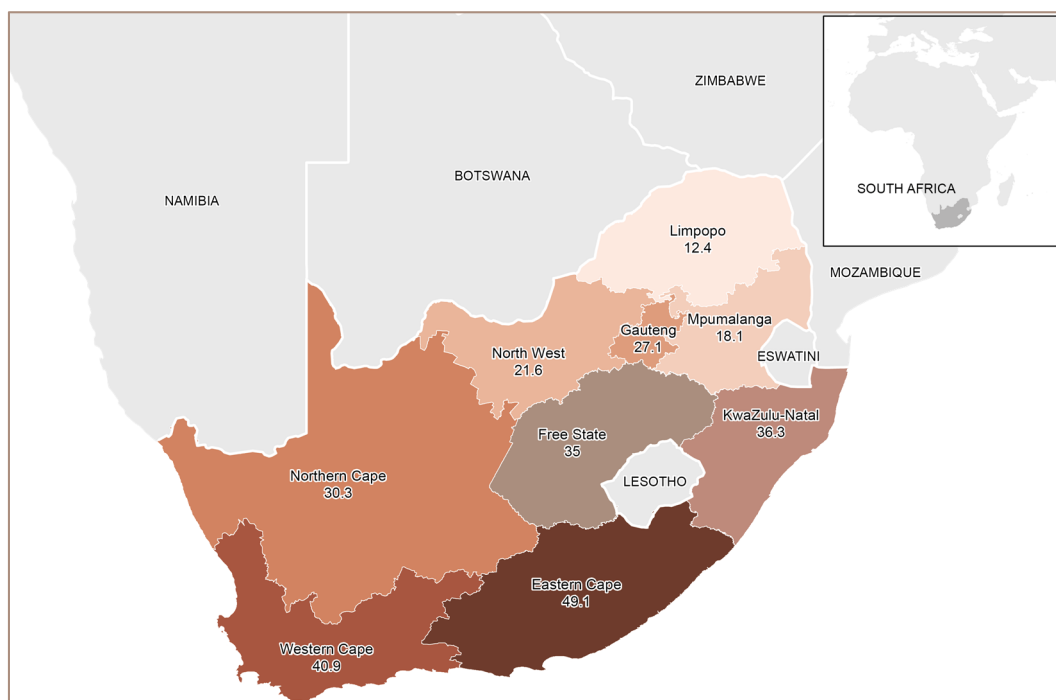 ZIMBABWE
BOTSWANA
NAMIBIA
SOUTH AFRICA
Limpopo
12.4
MOZAMBIQUE
Mpumalanga
18.1
Gauteng
27.1
North West
21.6
ESWATINI
KwaZulu-Natal
36.3
Free State
35
Northern Cape
30.3
LESOTHO
Eastern Cape
49.1
Western Cape
40.9